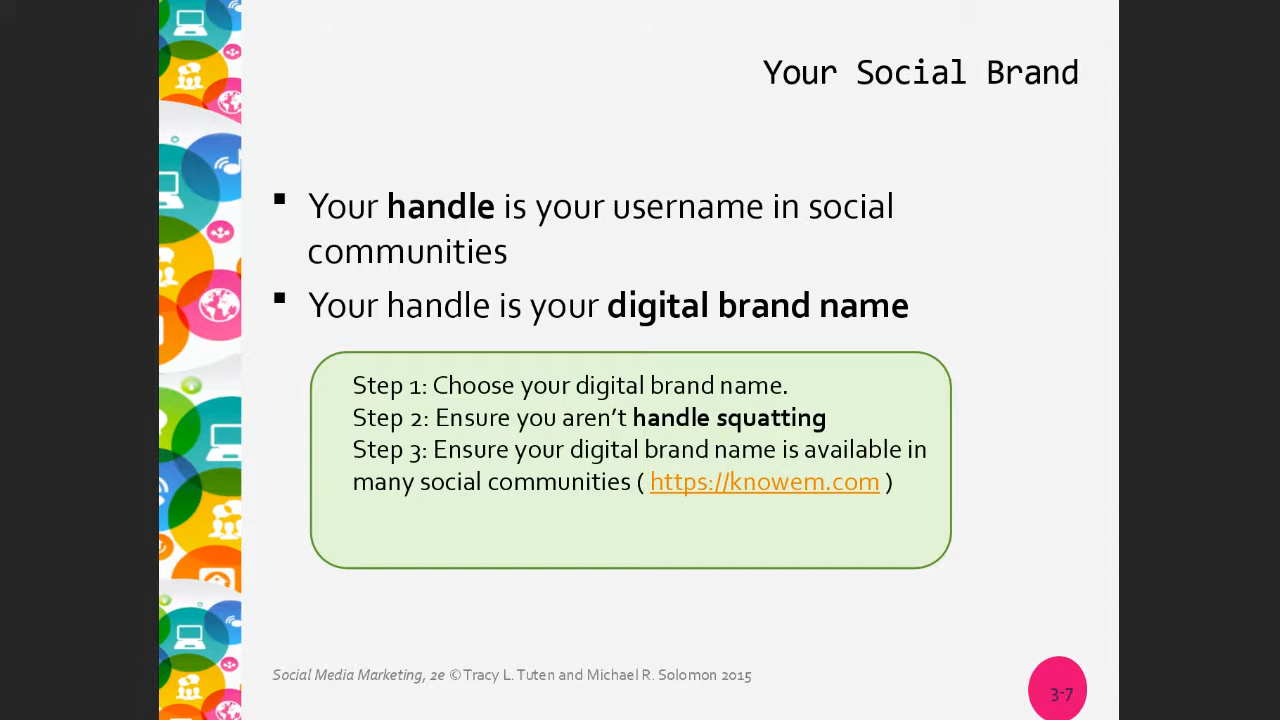 Your Social Brand
▪ Your handle is your username in social
communities
▪ Your handle is your digital brand name
Step 1: Choose your digital brand name.
Step 2: Ensure you aren’t handle squatting
Step 3: Ensure your digital brand name is available in
many social communities ( https://knowem.com )
Social Media Marketing, 2e © Tracy L. Tuten and Michael R. Solomon 2015
3-7